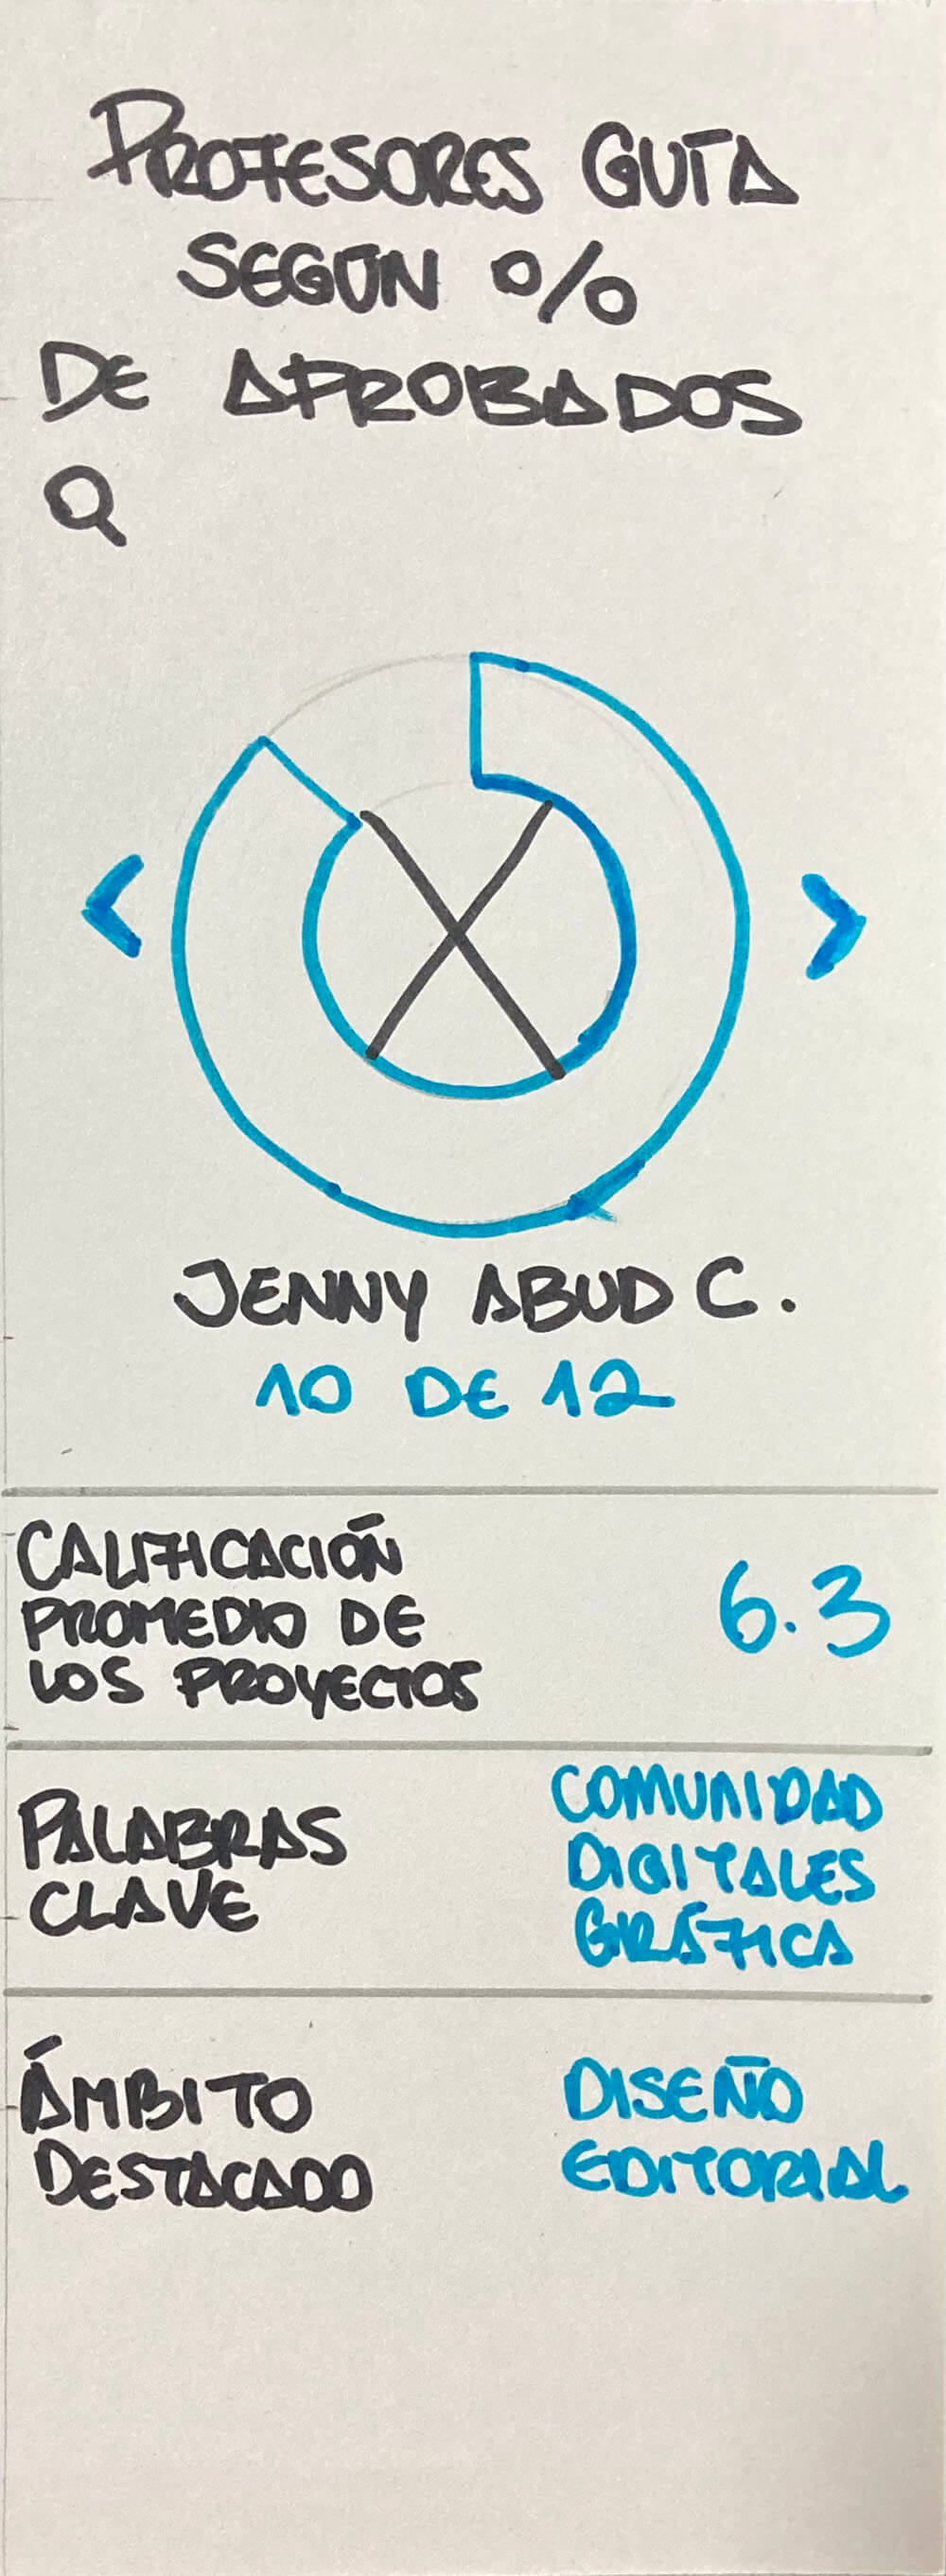 PROFESORES GUÍA
SEGÚN %
DE APROBADOS
JENNY ABUD C.
10 DE 12
CALIFICACIÓN
PROMEDIO DE
LOS PROYECTOS
6.3
PALABRAS
CLAVE
COMUNIDAD
DIGITALES
GRÁFICA
ÁMBITO
DESTACADO
DISEÑO
EDITORIAL